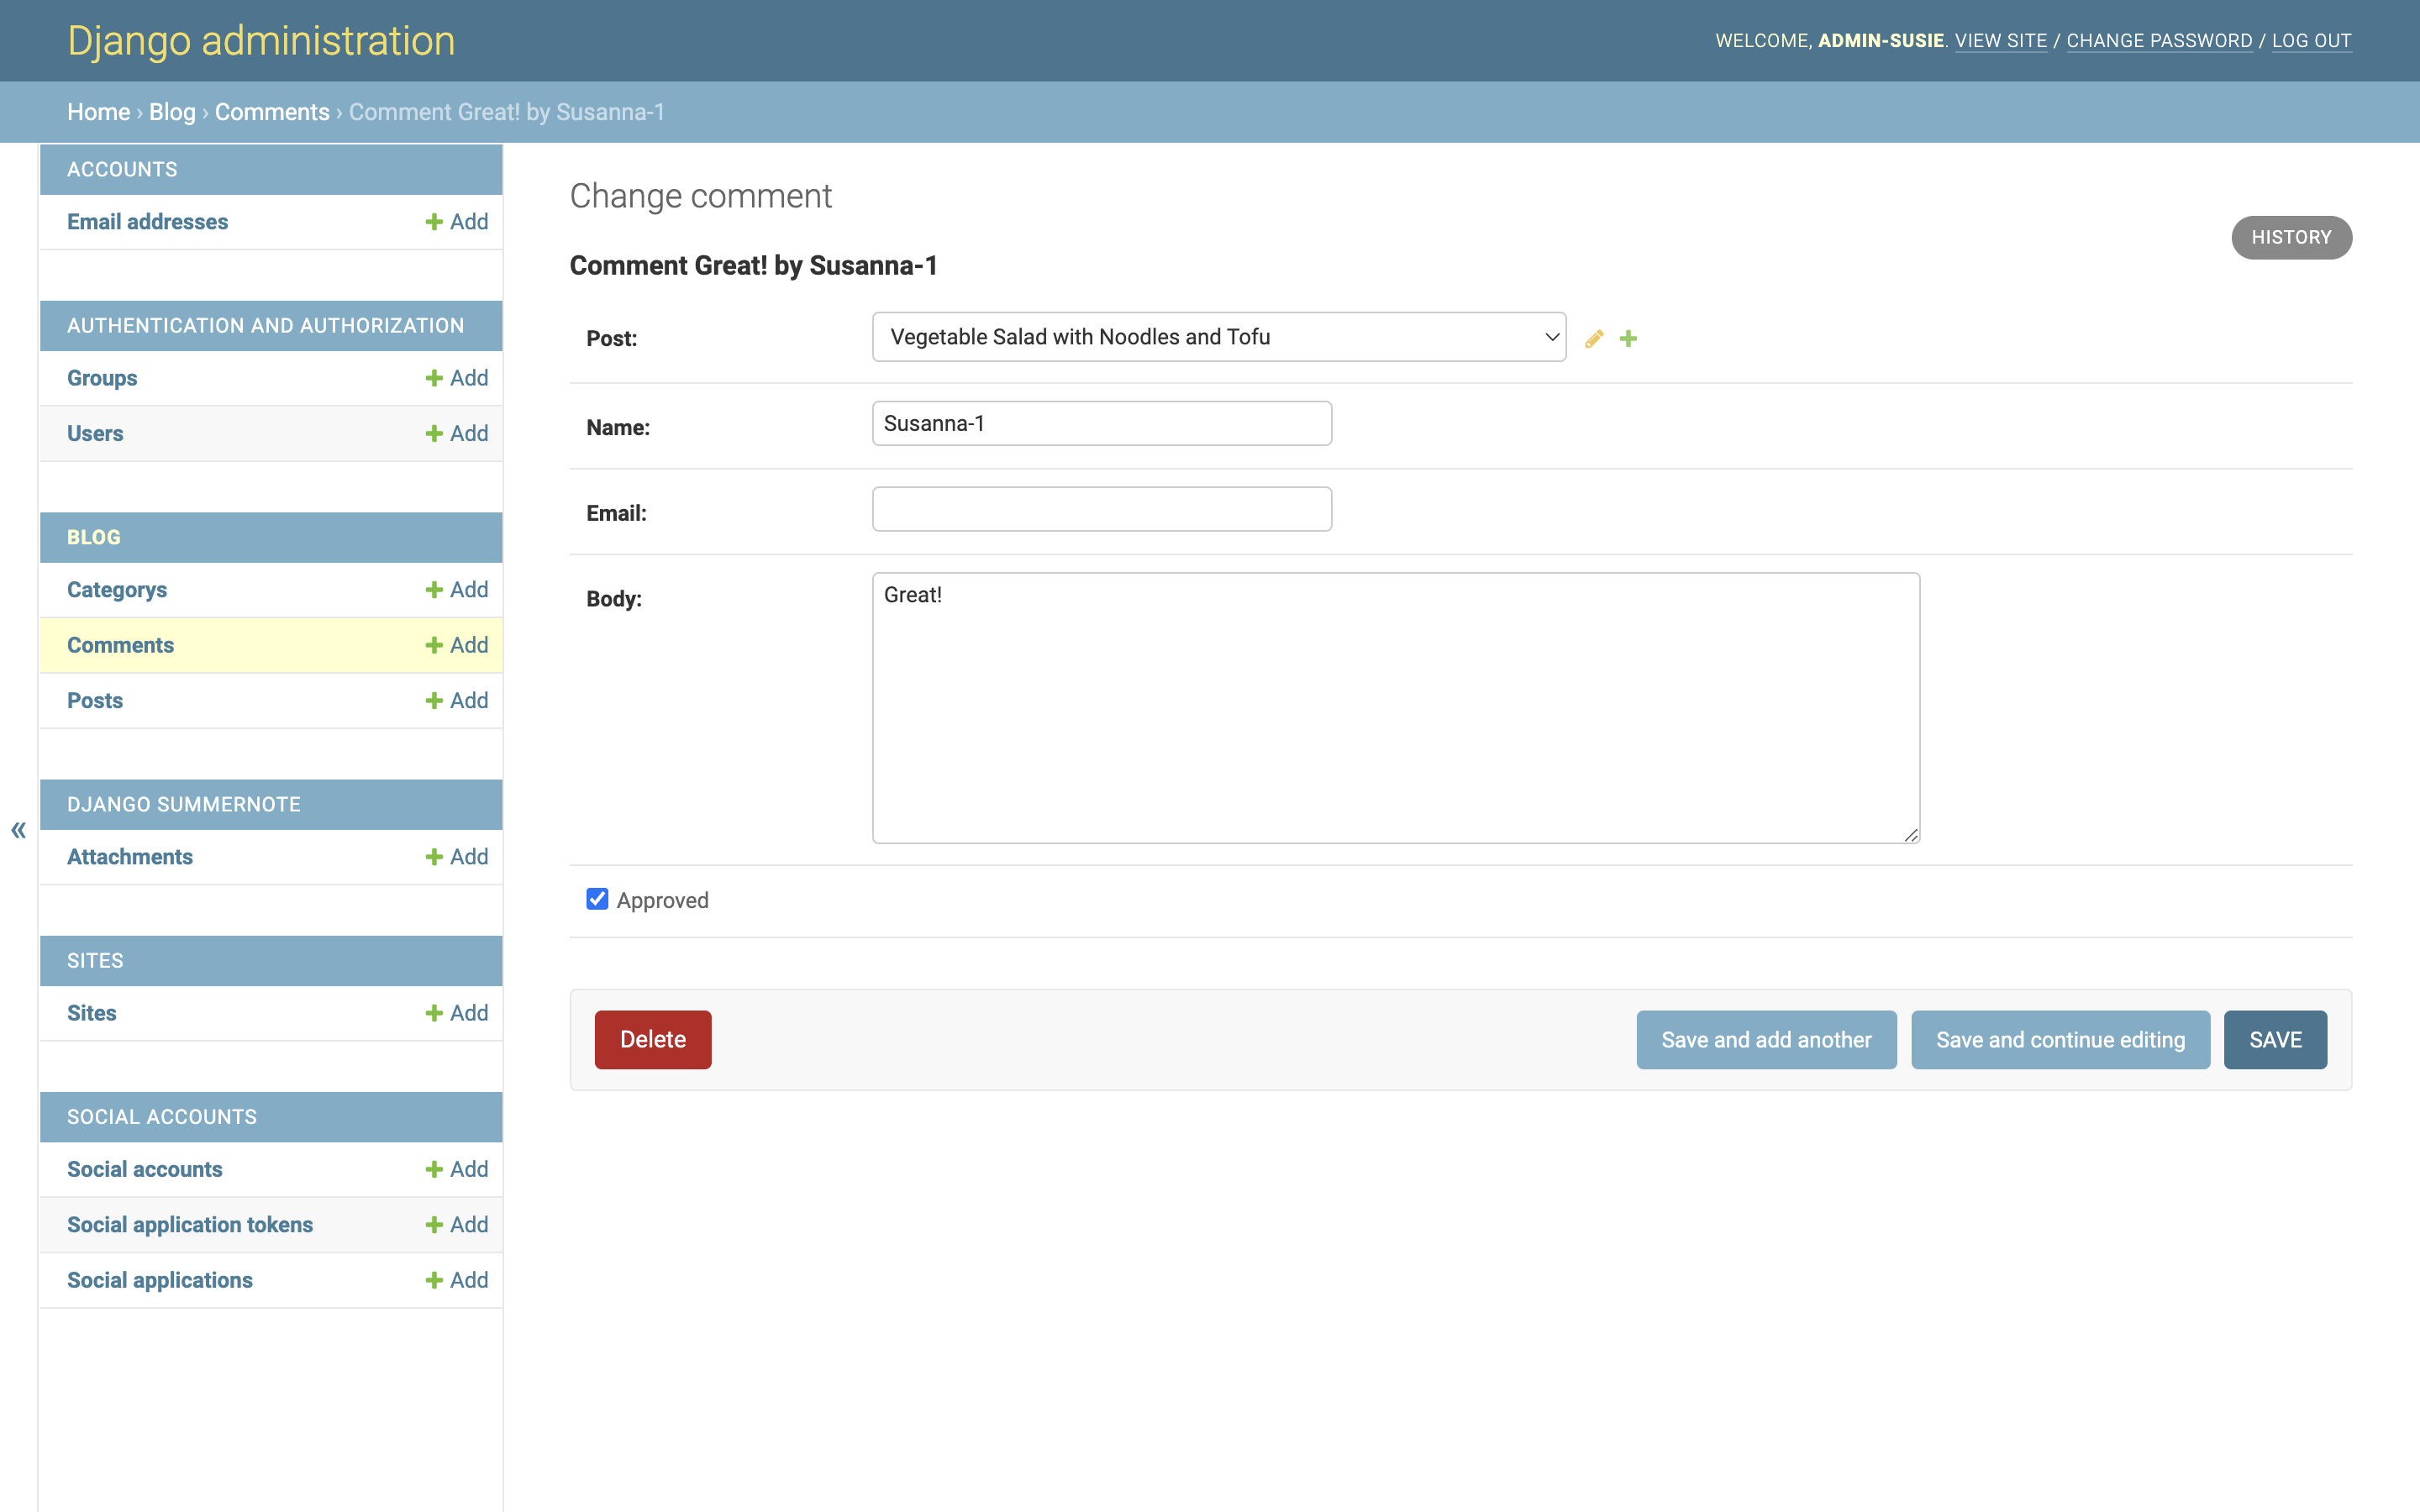 Django administration
WELCOME, ADMIN-SUSIE. VIEW SITE / CHANGE PASSWORD / LOG OUT
Home › Blog › Comments › Comment Great! by Susanna-1
ACCOUNTS
Email addresses Add
AUTHENTICATION AND AUTHORIZATION
Groups Add
Users Add
BLOG
Categorys Add
Comments Add
Posts Add
DJANGO SUMMERNOTE
Attachments Add
SITES
Sites Add
SOCIAL ACCOUNTS
Social accounts Add
Social application tokens Add
Social applications Add
«
Change comment
HISTORY
Comment Great! by Susanna-1
Post: Vegetable Salad with Noodles and Tofu
Name: Susanna-1
Email:
Body: Great!
Approved
Delete Save and add another Save and continue editing SAVE